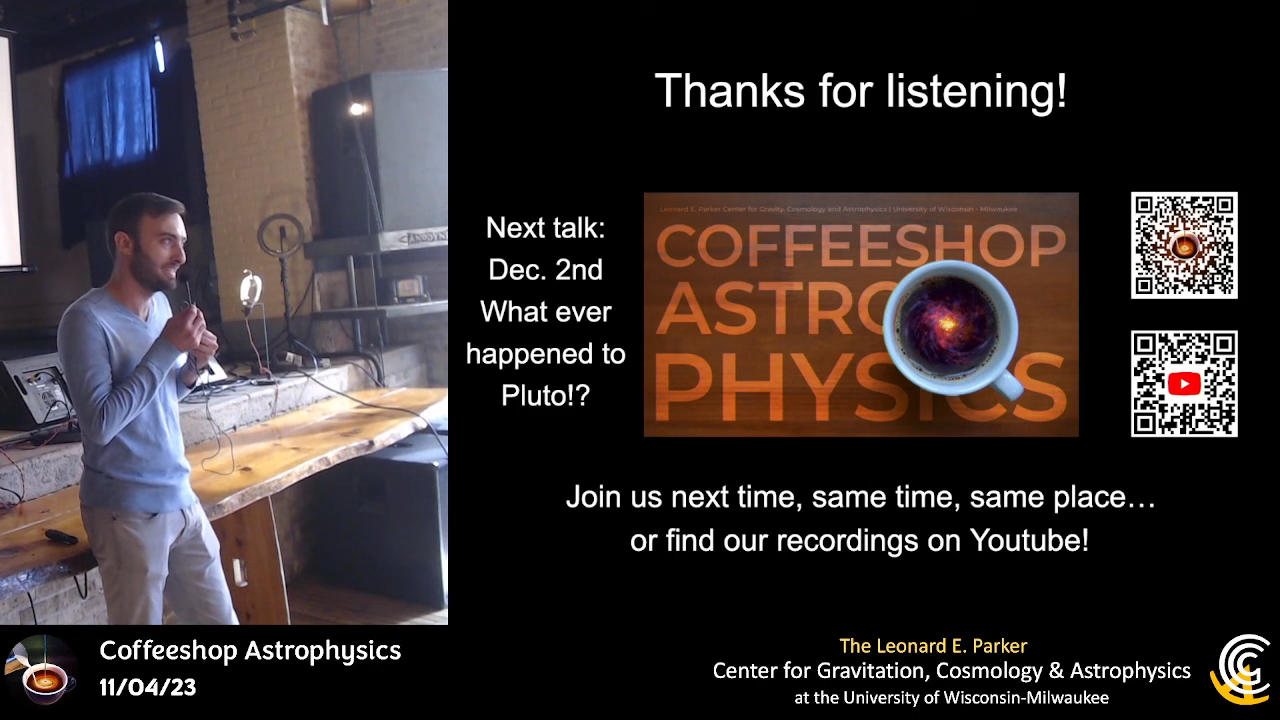 Thanks for listening!
Next talk:
Dec. 2nd
What ever
happened to
Pluto!?
Leonard E. Parker Center for Gravity, Cosmology and Astrophysics | University of Wisconsin - Milwaukee
COFFEESHOP
ASTRO
PHYSICS
Join us next time, same time, same place…
or find our recordings on Youtube!
Coffeeshop Astrophysics
11/04/23
The Leonard E. Parker
Center for Gravitation, Cosmology & Astrophysics
at the University of Wisconsin-Milwaukee